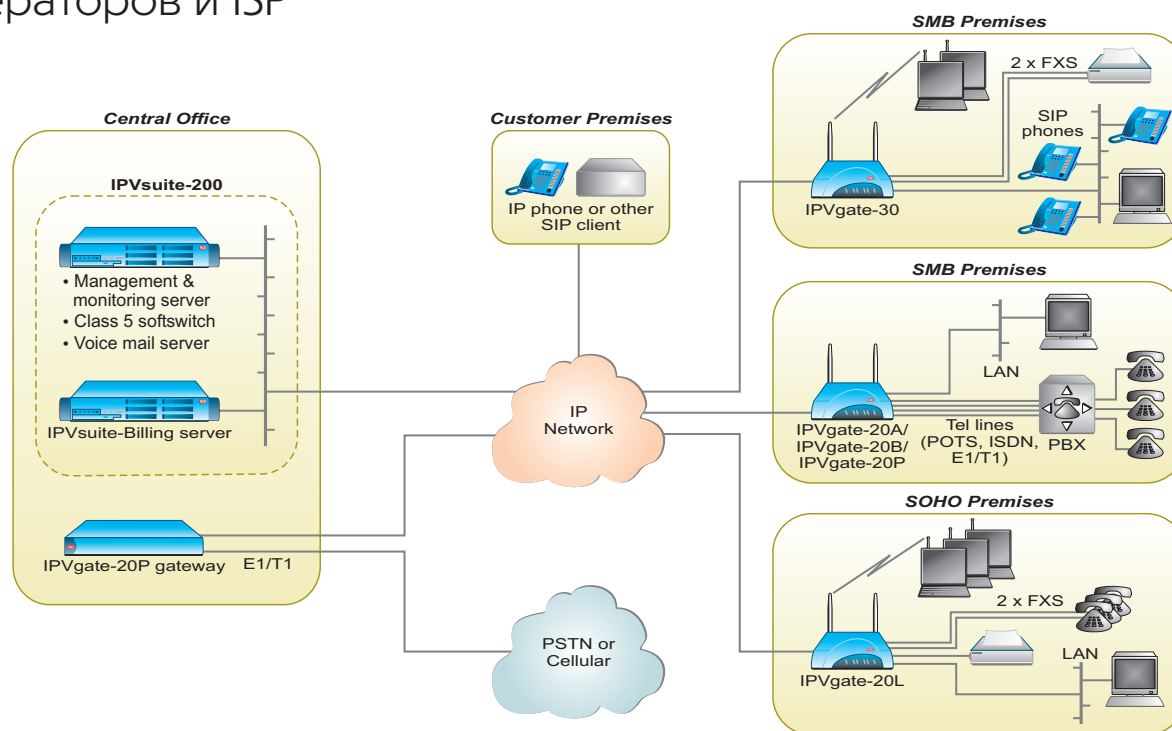 ераторов и ISP
Central Office
IPVsuite-200
• Management &
monitoring server
• Class 5 softswitch
• Voice mail server
IPVsuite-Billing server
IPVgate-20P gateway
E1/T1
Customer Premises
IP phone or other
SIP client
IP
Network
PSTN or
Cellular
SMB Premises
2 x FXS
SIP
phones
IPVgate-30
SMB Premises
LAN
IPVgate-20A/
IPVgate-20B/
IPVgate-20P
Tel lines
(POTS, ISDN,
E1/T1)
PBX
SOHO Premises
2 x FXS
LAN
IPVgate-20L